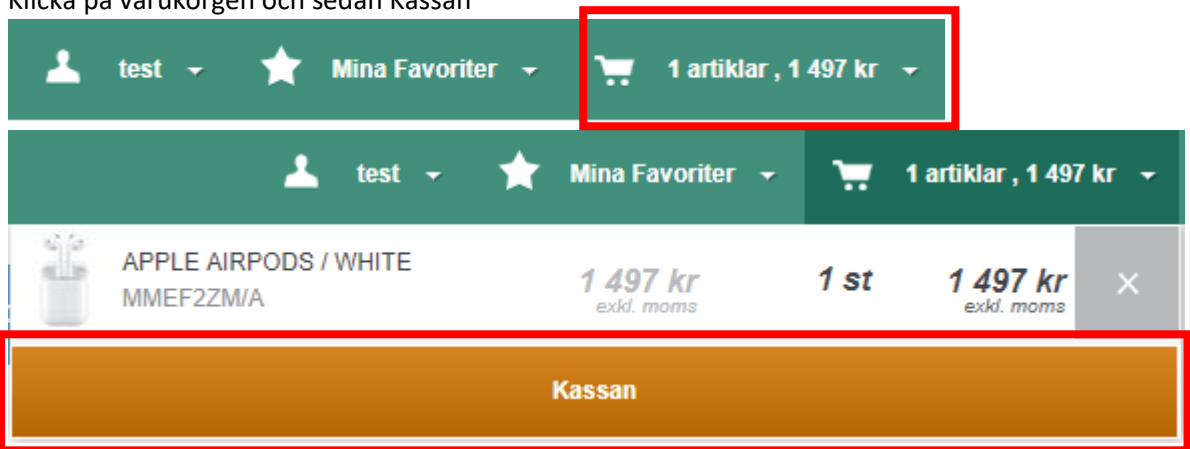 Klicka på varukorgen och sedan Kassan
test Mina Favoriter 1 artiklar , 1 497 kr
test Mina Favoriter 1 artiklar , 1 497 kr
APPLE AIRPODS / WHITE 1 497 kr 1 st 1 497 kr ×
MMEF2ZM/A exkl. moms exkl. moms
Kassan